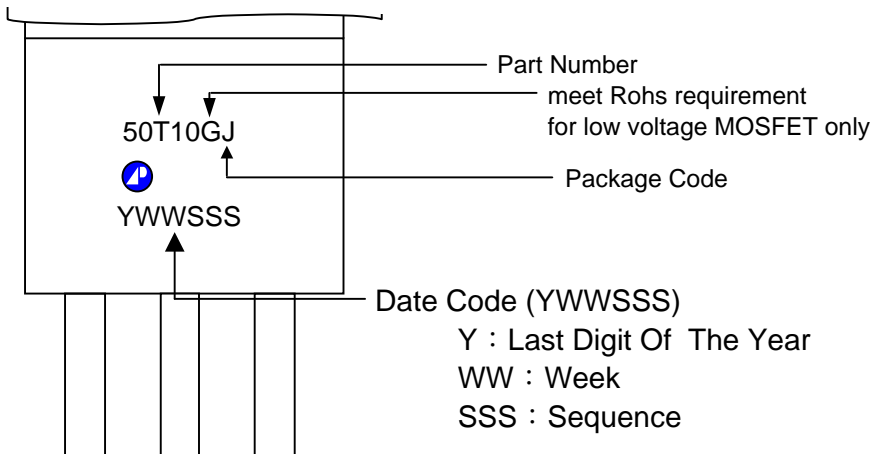 Part Number
meet Rohs requirement
for low voltage MOSFET only
50T10GJ
Package Code
YWWSSS
Date Code (YWWSSS)
Y：Last Digit Of The Year
WW：Week
SSS：Sequence